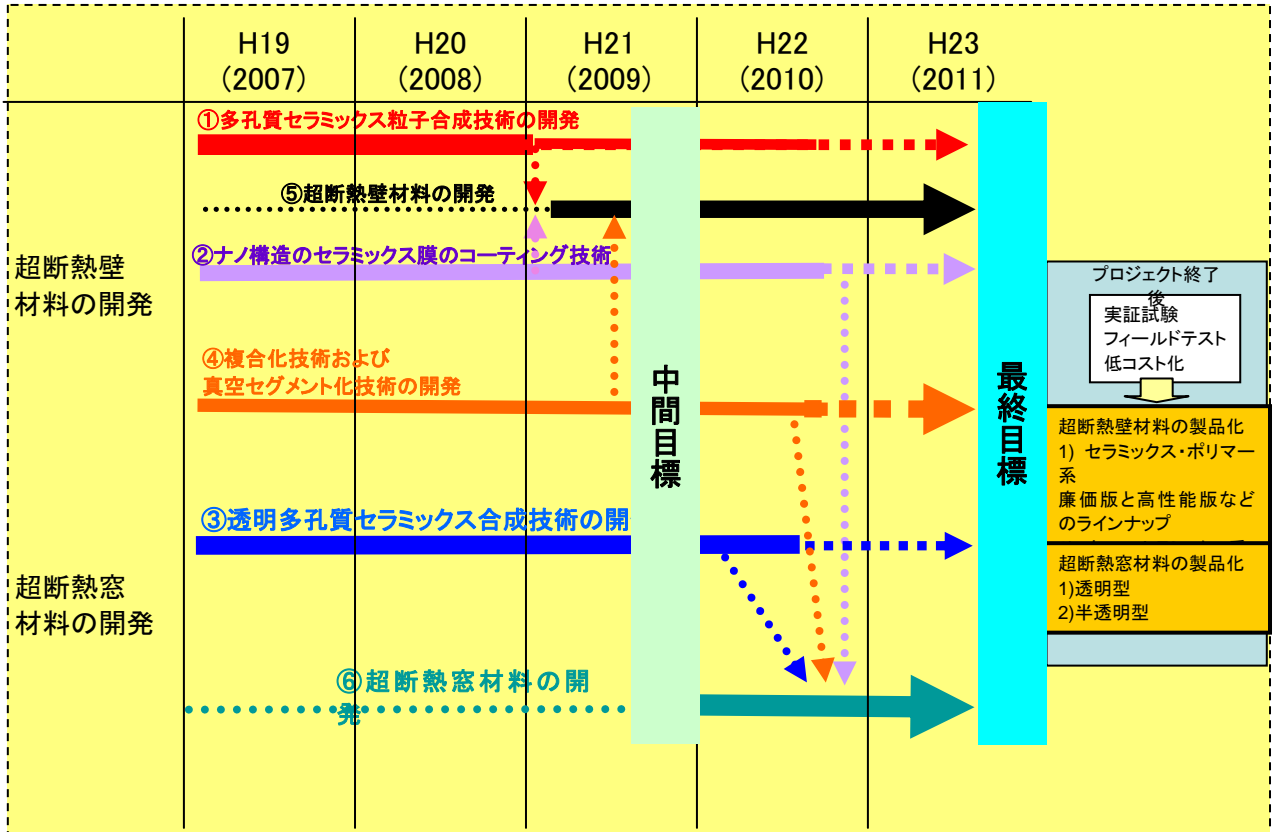 H19
(2007)
H20
(2008)
H21
(2009)
H22
(2010)
H23
(2011)
①多孔質セラミックス粒子合成技術の開発
⑤超断熱壁材料の開発
②ナノ構造のセラミックス膜のコーティング技術
超断熱壁
材料の開発
④複合化技術および
真空セグメント化技術の開発
中間目標
最終目標
③透明多孔質セラミックス合成技術の開
超断熱窓
材料の開発
⑥超断熱窓材料の開
発
プロジェクト終了
後
実証試験
フィールドテスト
低コスト化
超断熱壁材料の製品化
1) セラミックス・ポリマー
系
廉価版と高性能版など
のラインナップ
超断熱窓材料の製品化
1)透明型
2)半透明型